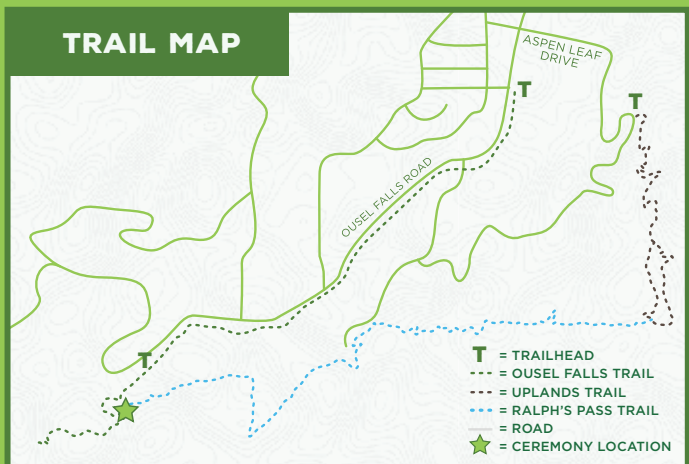 TRAIL MAP
ASPEN LEAF
DRIVE
T
T
OUSEL FALLS ROAD
T
T = TRAILHEAD
= OUSEL FALLS TRAIL
= UPLANDS TRAIL
= RALPH'S PASS TRAIL
= ROAD
= CEREMONY LOCATION